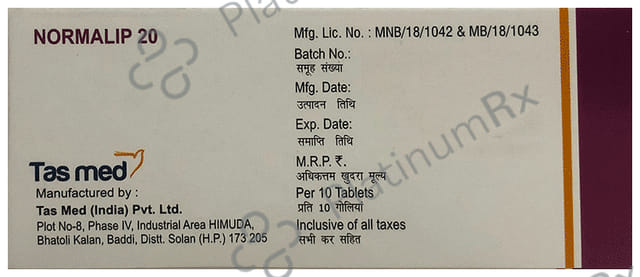 NORMALIP 20
Tas med
Manufactured by :
Tas Med (India) Pvt. Ltd.
Plot No-8, Phase IV, Industrial Area HIMUDA,
Bhatoli Kalan, Baddi, Distt. Solan (H.P.) 173 205
Mfg. Lic. No. : MNB/18/1042 & MB/18/1043
Batch No.:
समूह संख्या
Mfg. Date:
उत्पादन तिथि
Exp. Date:
समाप्ति तिथि
M.R.P. ₹.
अधिकत्तम खुदरा मूल्य
Per 10 Tablets
प्रति 10 गोलियां
Inclusive of all taxes
सभी कर सहित
PlatinumRx